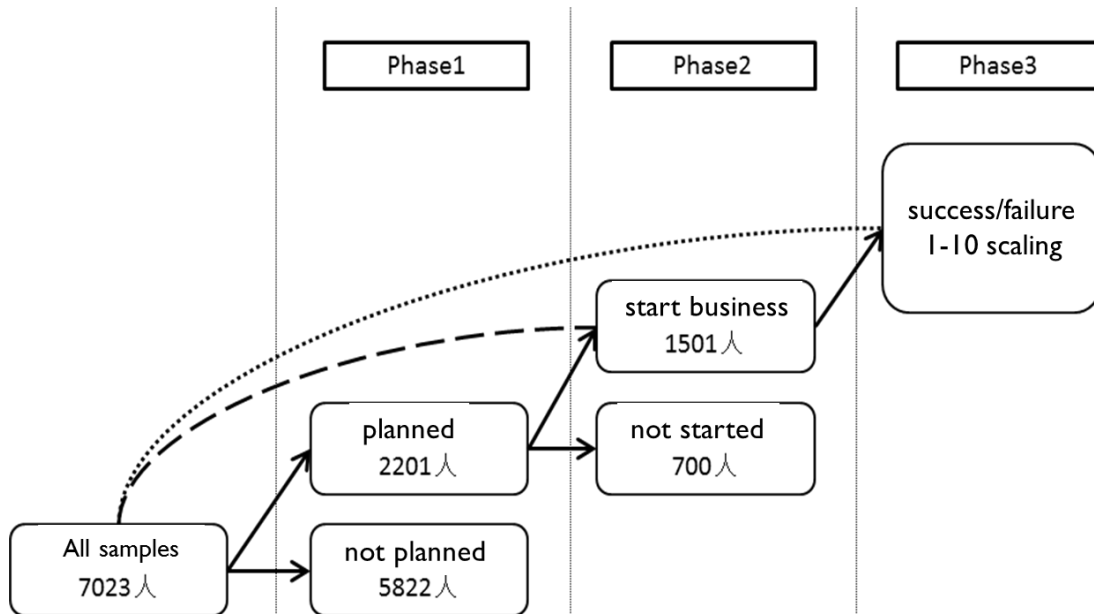 Phase1
Phase2
Phase3
success/failure
1-10 scaling
start business
1501人
planned
2201人
not started
700人
All samples
7023人
not planned
5822人